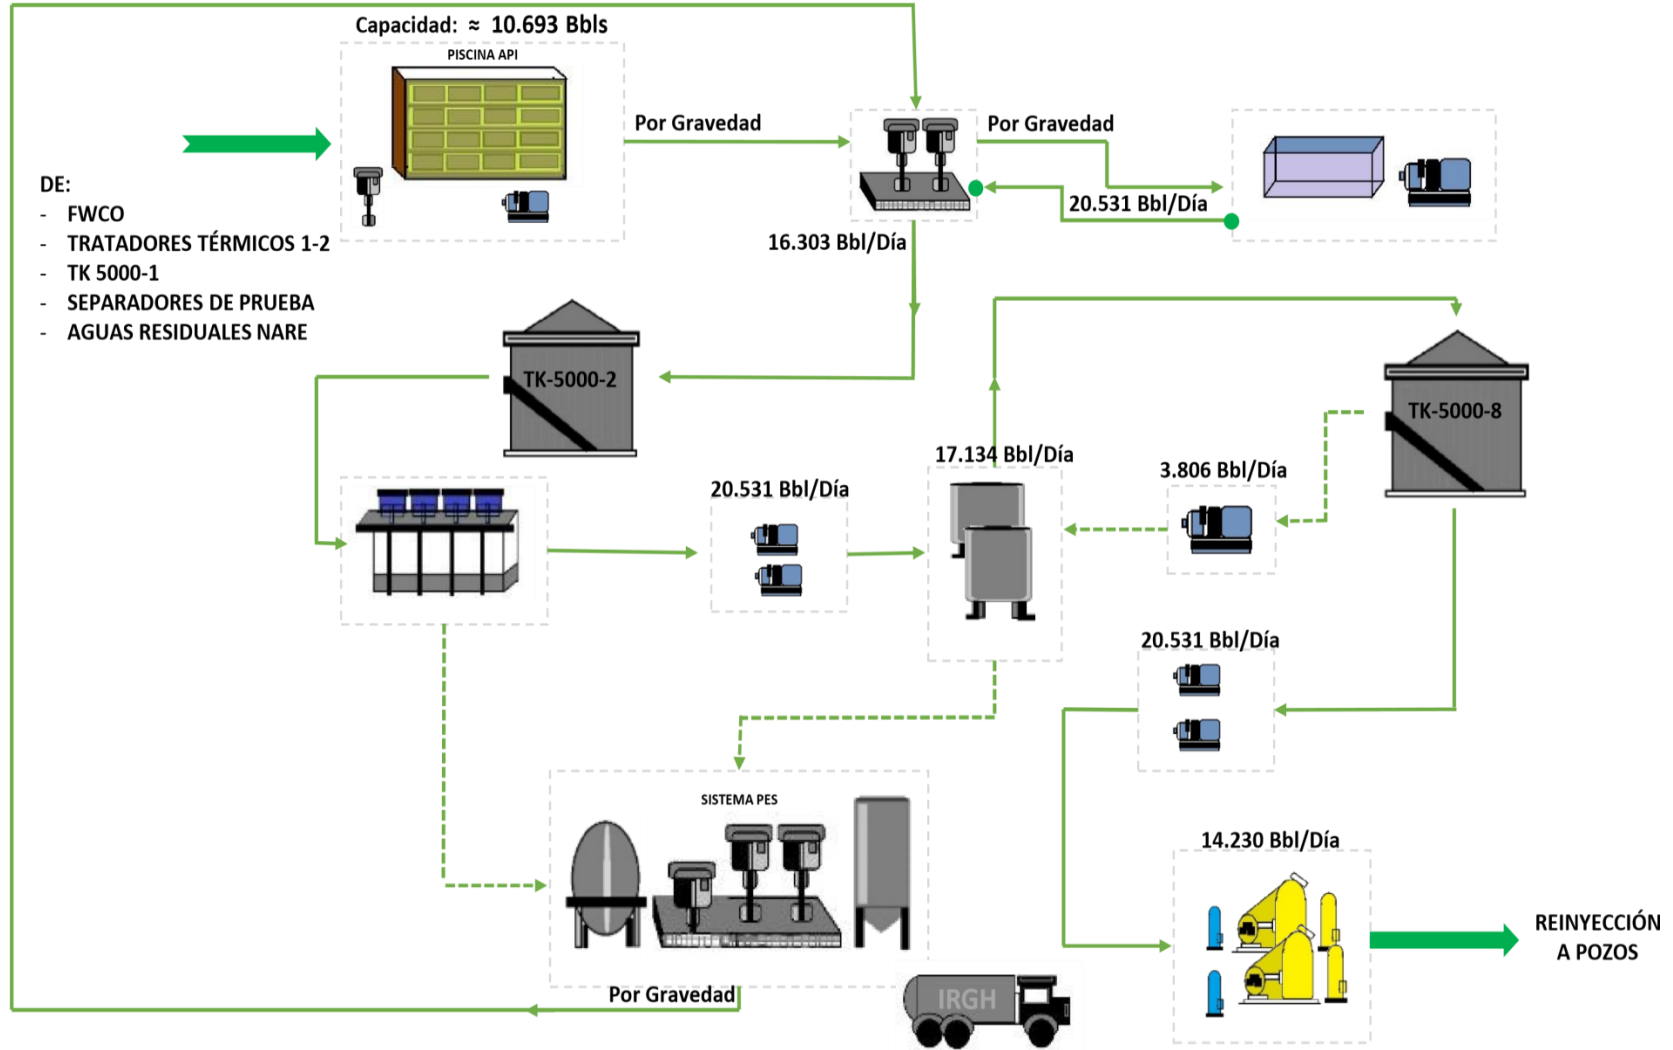 Capacidad: ≈ 10.693 Bbls
PISCINA API
Por Gravedad
Por Gravedad
DE:
- FWCO
- TRATADORES TÉRMICOS 1-2
- TK 5000-1
- SEPARADORES DE PRUEBA
- AGUAS RESIDUALES NARE
20.531 Bbl/Día
16.303 Bbl/Día
TK-5000-2
TK-5000-8
17.134 Bbl/Día
3.806 Bbl/Día
20.531 Bbl/Día
20.531 Bbl/Día
SISTEMA PES
14.230 Bbl/Día
REINYECCIÓN
A POZOS
Por Gravedad
IRGH